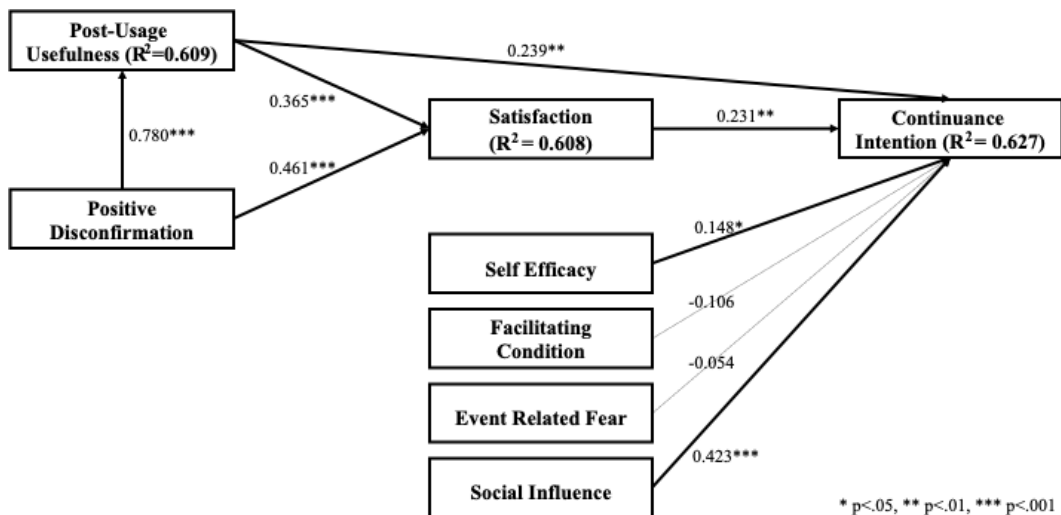 Post-Usage
Usefulness (R²=0.609)
0.239**
0.365***
Satisfaction
(R² = 0.608)
0.231**
Continuance
Intention (R² = 0.627)
0.780***
0.461***
Positive
Disconfirmation
0.148*
Self Efficacy
-0.106
Facilitating
Condition
-0.054
Event Related Fear
0.423***
Social Influence
* p<.05, ** p<.01, *** p<.001